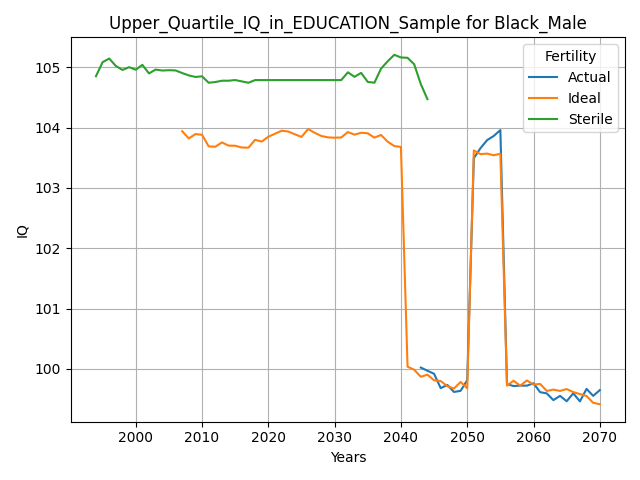 Upper_Quartile_IQ_in_EDUCATION_Sample for Black_Male
Fertility
Actual
Ideal
Sterile
IQ
105
104
103
102
101
100
2000 2010 2020 2030 2040 2050 2060 2070
Years